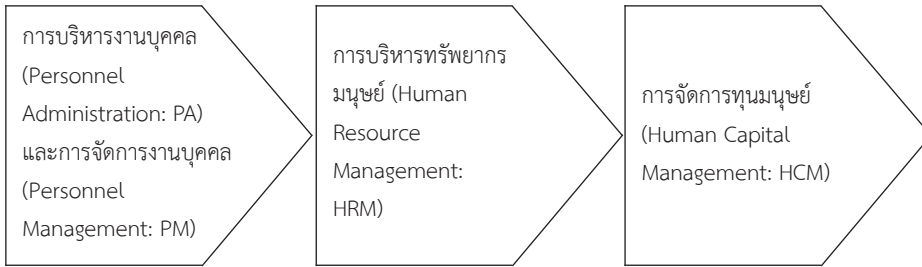 การบริหารงานบุคคล
(Personnel
Administration: PA)
และการจัดการงานบุคคล
(Personnel
Management: PM)
การบริหารทรัพยากร
มนุษย์ (Human
Resource
Management:
HRM)
การจัดการทุนมนุษย์
(Human Capital
Management: HCM)